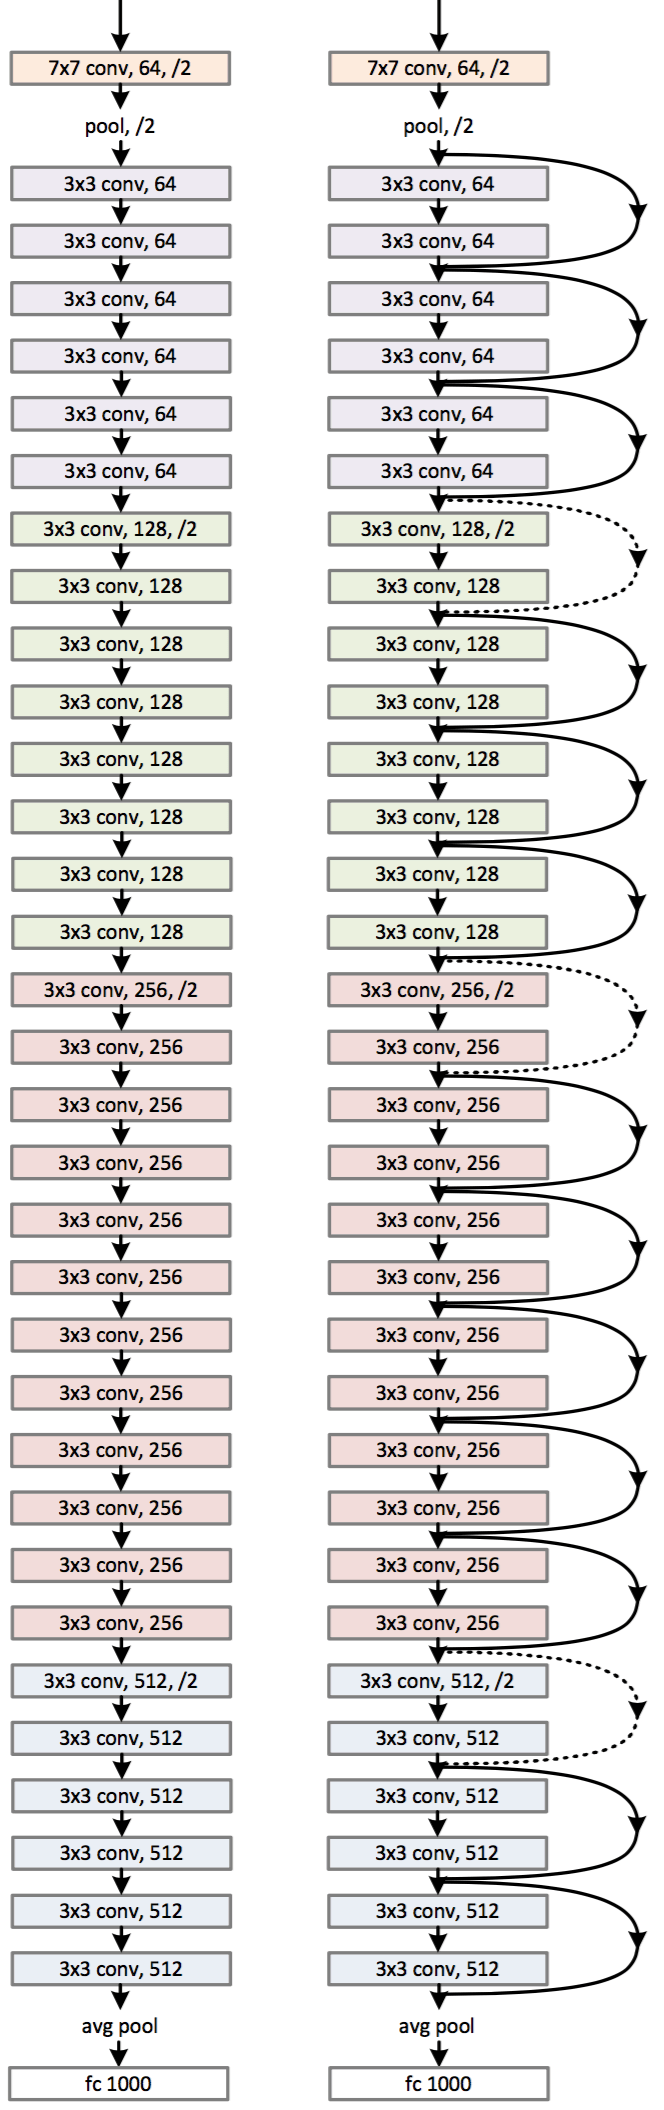 7x7 conv, 64, /2
pool, /2
3x3 conv, 64
3x3 conv, 64
3x3 conv, 64
3x3 conv, 64
3x3 conv, 64
3x3 conv, 64
3x3 conv, 128, /2
3x3 conv, 128
3x3 conv, 128
3x3 conv, 128
3x3 conv, 128
3x3 conv, 128
3x3 conv, 128
3x3 conv, 128
3x3 conv, 256, /2
3x3 conv, 256
3x3 conv, 256
3x3 conv, 256
3x3 conv, 256
3x3 conv, 256
3x3 conv, 256
3x3 conv, 256
3x3 conv, 256
3x3 conv, 256
3x3 conv, 256
3x3 conv, 256
3x3 conv, 512, /2
3x3 conv, 512
3x3 conv, 512
3x3 conv, 512
3x3 conv, 512
3x3 conv, 512
avg pool
fc 1000
7x7 conv, 64, /2
pool, /2
3x3 conv, 64
3x3 conv, 64
3x3 conv, 64
3x3 conv, 64
3x3 conv, 64
3x3 conv, 64
3x3 conv, 128, /2
3x3 conv, 128
3x3 conv, 128
3x3 conv, 128
3x3 conv, 128
3x3 conv, 128
3x3 conv, 128
3x3 conv, 128
3x3 conv, 256, /2
3x3 conv, 256
3x3 conv, 256
3x3 conv, 256
3x3 conv, 256
3x3 conv, 256
3x3 conv, 256
3x3 conv, 256
3x3 conv, 256
3x3 conv, 256
3x3 conv, 256
3x3 conv, 256
3x3 conv, 512, /2
3x3 conv, 512
3x3 conv, 512
3x3 conv, 512
3x3 conv, 512
3x3 conv, 512
avg pool
fc 1000